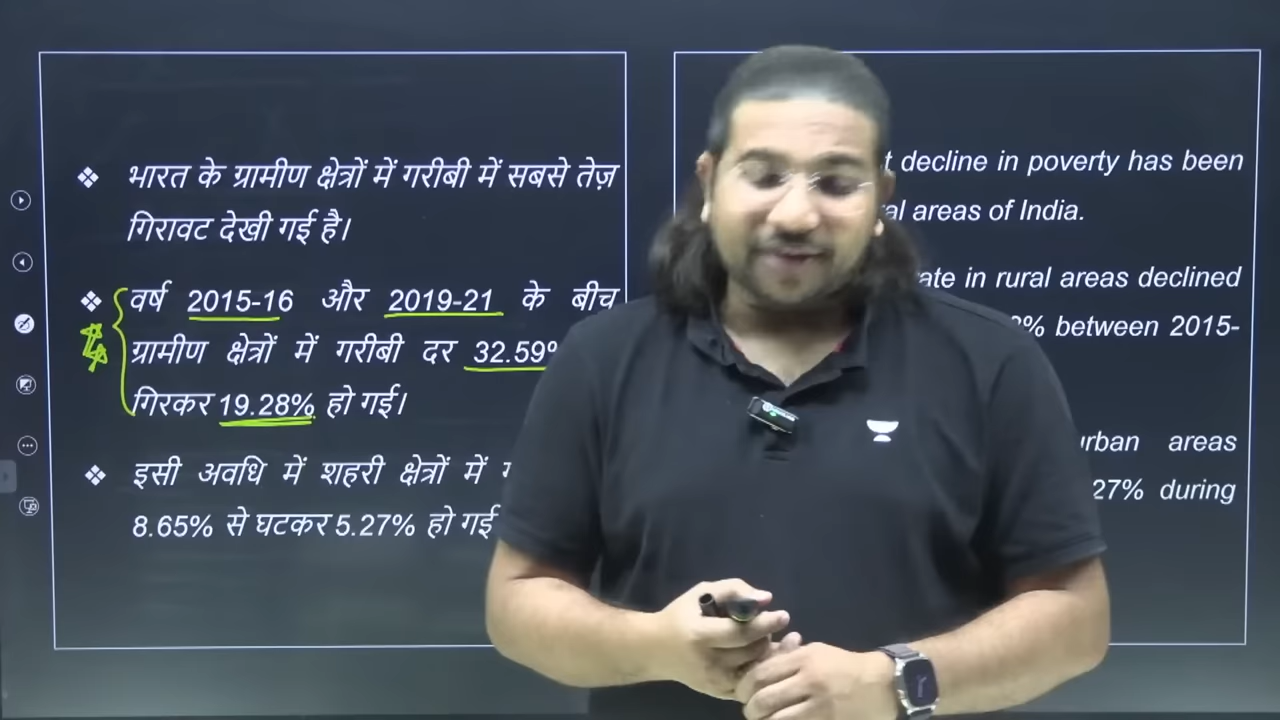 भारत के ग्रामीण क्षेत्रों में गरीबी में सबसे तेज़
गिरावट देखी गई है।
वर्ष 2015-16 और 2019-21 के बीच
ग्रामीण क्षेत्रों में गरीबी दर 32.59%
गिरकर 19.28% हो गई।
इसी अवधि में शहरी क्षेत्रों में
8.65% से घटकर 5.27% हो गई
decline in poverty has been
areas of India.
in rural areas declined
between 2015-
areas
27% during